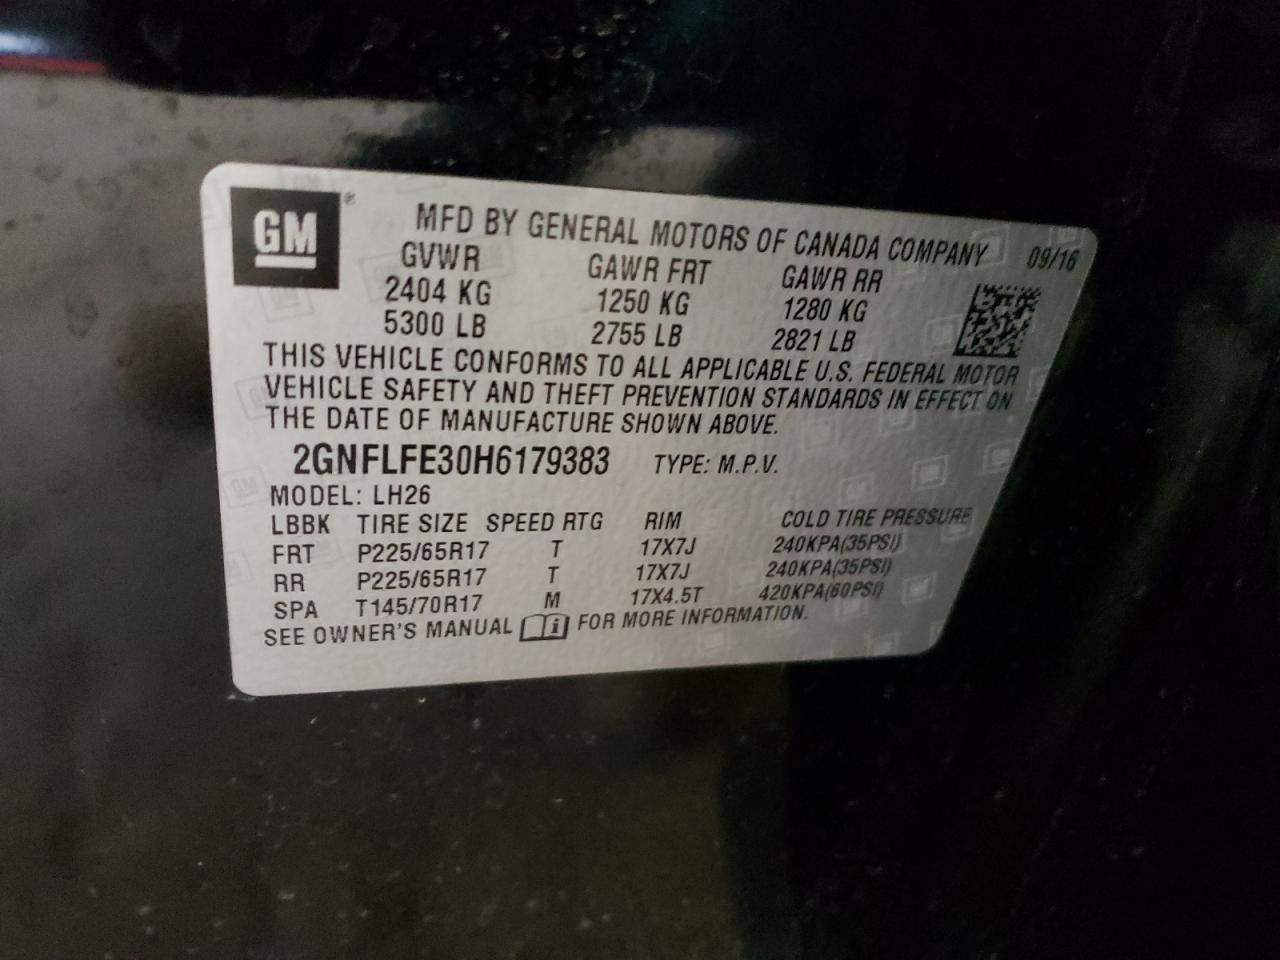 GM ®
MFD BY GENERAL MOTORS OF CANADA COMPANY 09/16
GVWR GAWR FRT GAWR RR
2404 KG 1250 KG 1280 KG
5300 LB 2755 LB 2821 LB
THIS VEHICLE CONFORMS TO ALL APPLICABLE U.S. FEDERAL MOTOR
VEHICLE SAFETY AND THEFT PREVENTION STANDARDS IN EFFECT ON
THE DATE OF MANUFACTURE SHOWN ABOVE.
2GNFLFE30H6179383 TYPE: M.P.V.
MODEL: LH26
LBBK TIRE SIZE SPEED RTG RIM COLD TIRE PRESSURE
FRT P225/65R17 T 17X7J 240KPA(35PSI)
RR P225/65R17 T 17X7J 240KPA(35PSI)
SPA T145/70R17 M 17X4.5T 420KPA(60PSI)
SEE OWNER'S MANUAL i FOR MORE INFORMATION.